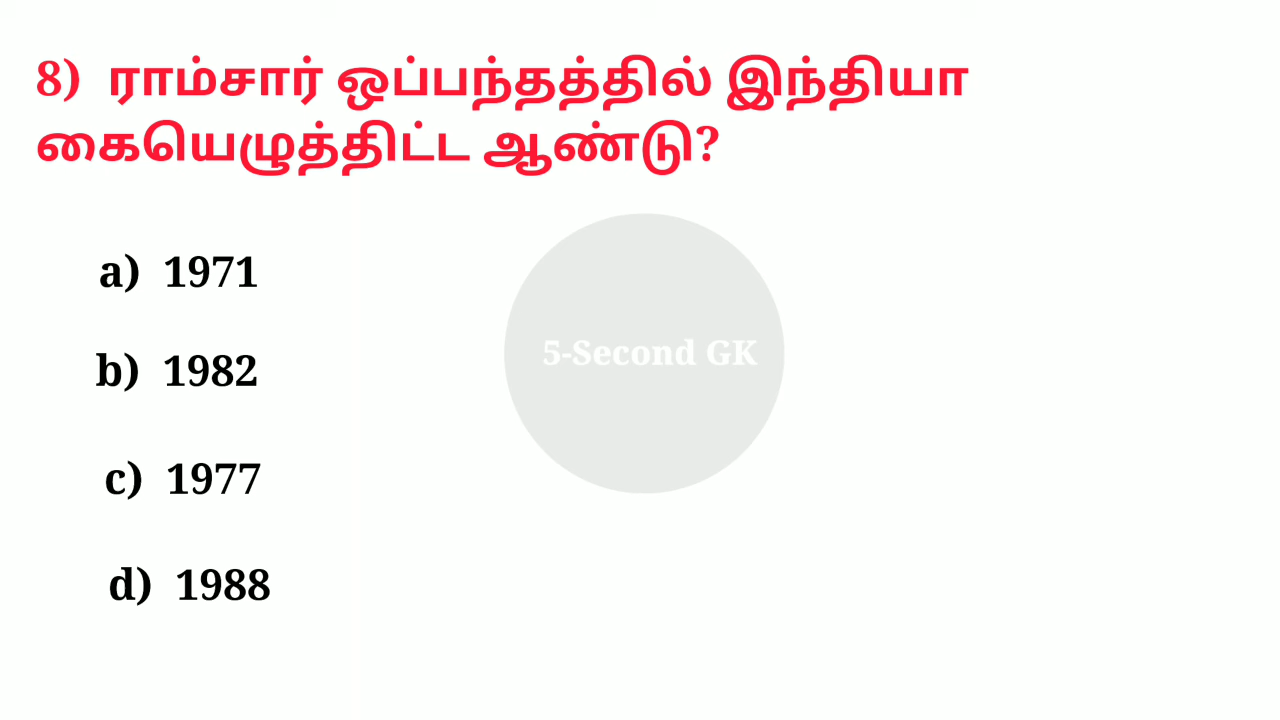 8) ராம்சார் ஒப்பந்தத்தில் இந்தியா
கையெழுத்திட்ட ஆண்டு?
a) 1971
5-Second GK
b) 1982
c) 1977
d) 1988